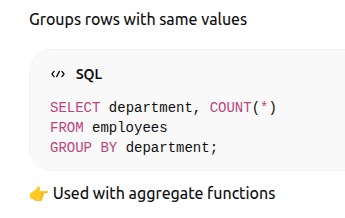 Groups rows with same values
</> SQL
SELECT department, COUNT(*)
FROM employees
GROUP BY department;
👉 Used with aggregate functions